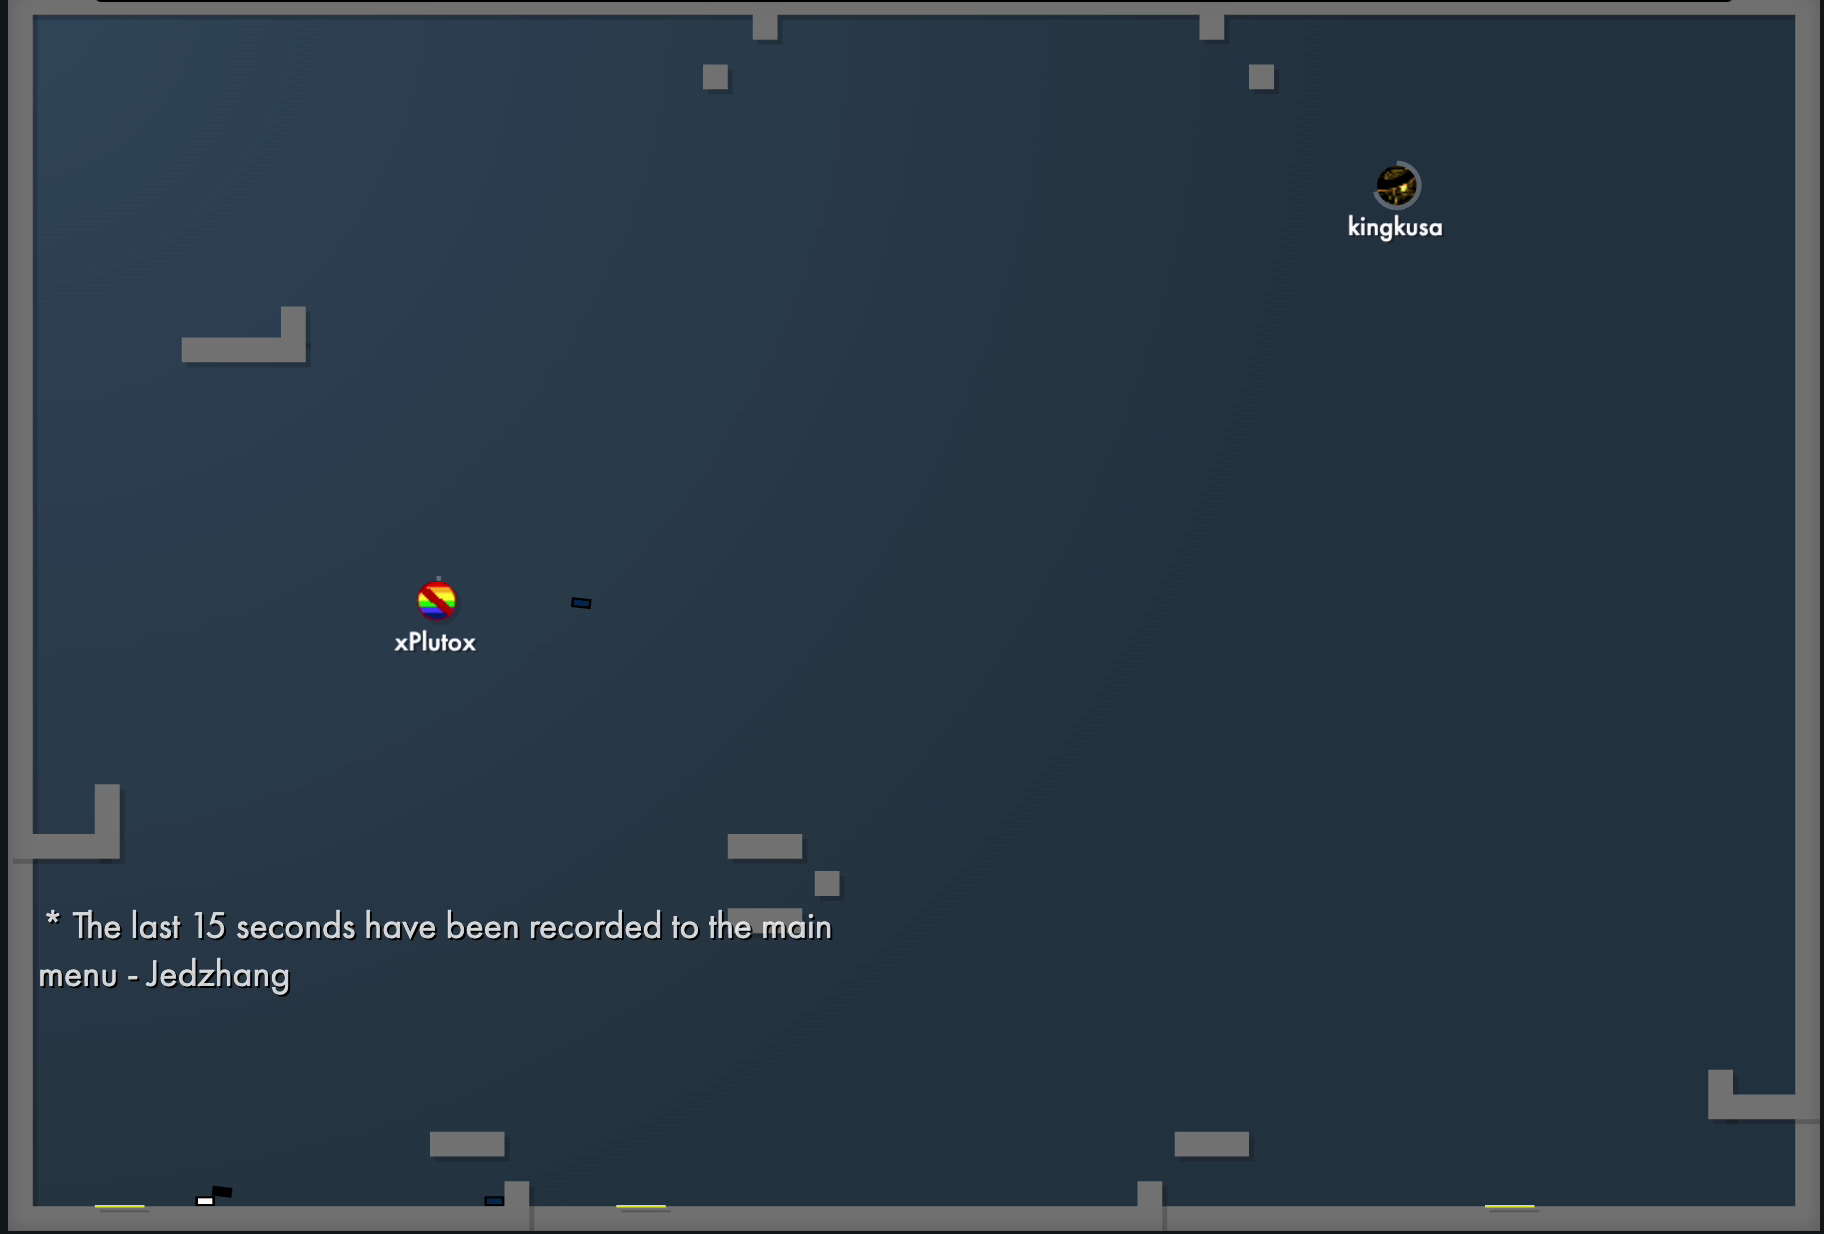 kingkusa
xPlutox
* The last 15 seconds have been recorded to the main
menu - Jedzhang